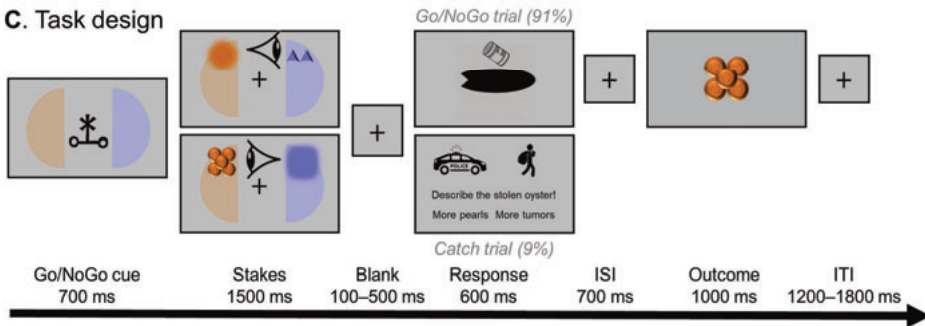 C. Task design
Go/NoGo trial (91%)
POLICE
Describe the stolen oyster!
More pearls More tumors
Catch trial (9%)
Go/NoGo cue Stakes Blank Response ISI Outcome ITI
700 ms 1500 ms 100–500 ms 600 ms 700 ms 1000 ms 1200–1800 ms